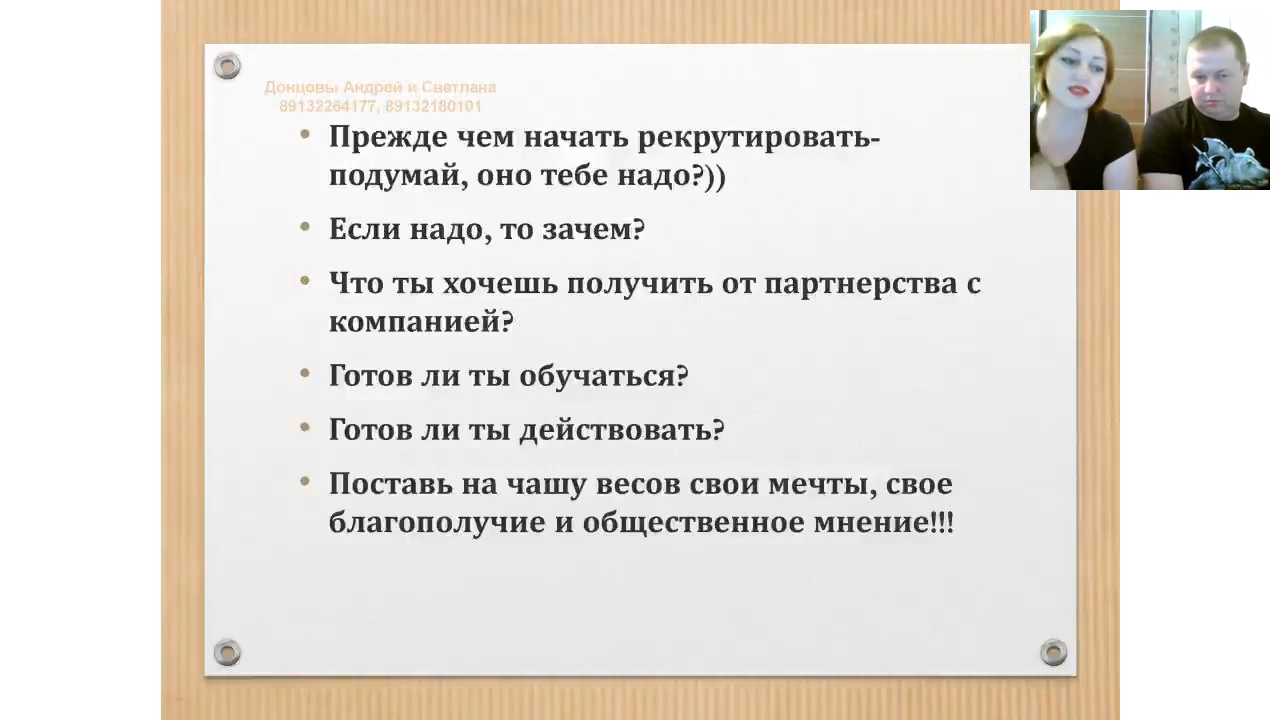 Донцовы Андрей и Светлана
89132264177, 89132180101
• Прежде чем начать рекрутировать-
подумай, оно тебе надо?))
• Если надо, то зачем?
• Что ты хочешь получить от партнерства с
компанией?
• Готов ли ты обучаться?
• Готов ли ты действовать?
• Поставь на чашу весов свои мечты, свое
благополучие и общественное мнение!!!